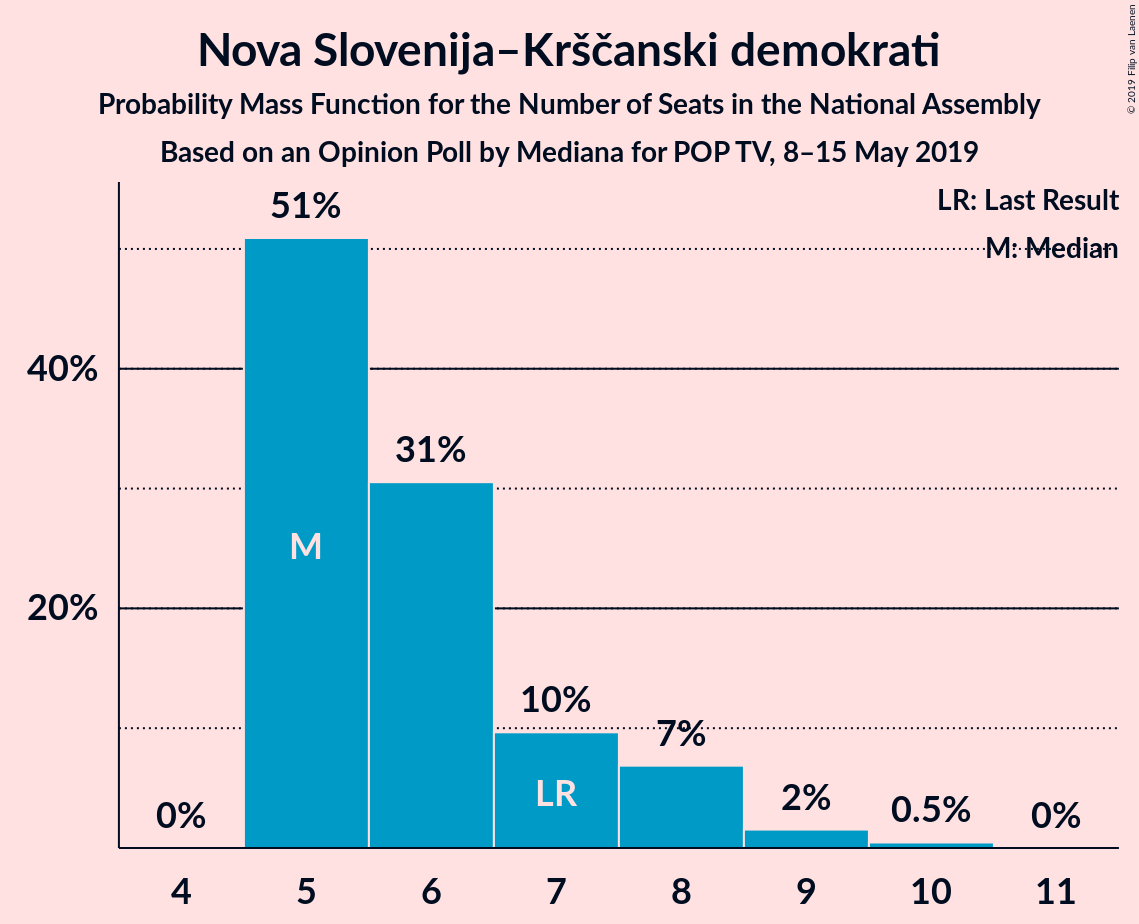 Nova Slovenija–Krščanski demokrati
Probability Mass Function for the Number of Seats in the National Assembly
Based on an Opinion Poll by Mediana for POP TV, 8–15 May 2019
© 2019 Filip van Laenen
LR: Last Result
M: Median
51%
40%
31%
M
20%
10%
7%
LR
0%
2%
0.5%
0%
4 5 6 7 8 9 10 11